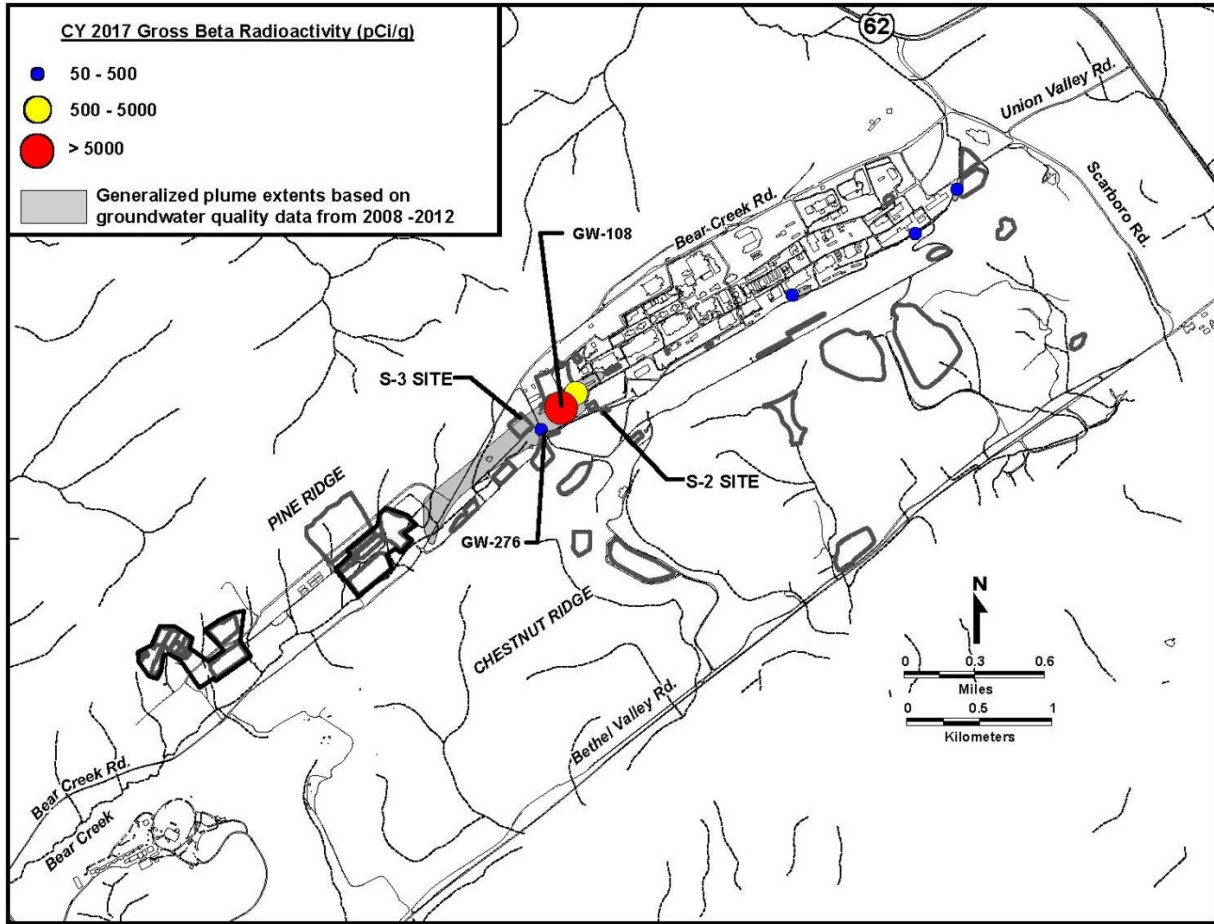 CY 2017 Gross Beta Radioactivity (pCi/g)
50 - 500
500 - 5000
> 5000
Generalized plume extents based on
groundwater quality data from 2008 -2012
62
Union Valley Rd.
Scarboro Rd.
Bear Creek Rd.
GW-108
S-3 SITE
S-2 SITE
GW-276
PINE RIDGE
CHESTNUT RIDGE
Bethel Valley Rd.
Bear Creek Rd.
Bear Creek
N
0 0.3 0.6
Miles
0 0.5 1
Kilometers